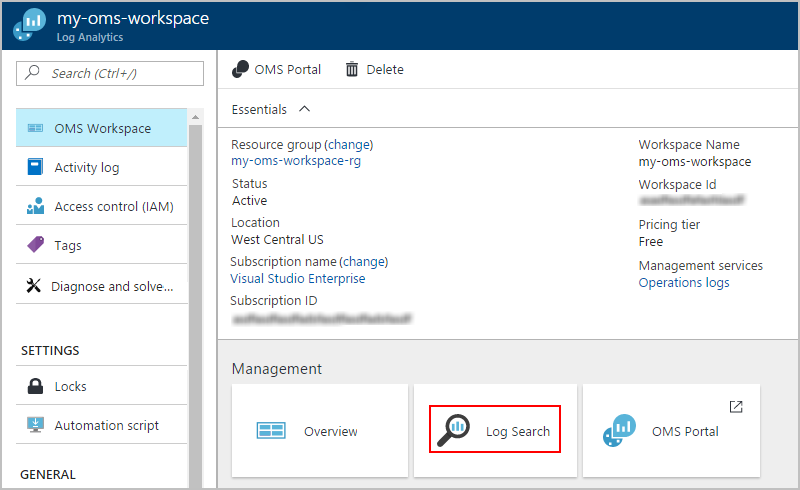 my-oms-workspace
Log Analytics
Search (Ctrl+/)
OMS Workspace
Activity log
Access control (IAM)
Tags
Diagnose and solve...
SETTINGS
Locks
Automation script
GENERAL
OMS Portal
Delete
Essentials
Resource group (change)
my-oms-workspace-rg
Status
Active
Location
West Central US
Subscription name (change)
Visual Studio Enterprise
Subscription ID
Workspace Name
my-oms-workspace
Workspace Id
Pricing tier
Free
Management services
Operations logs
Management
Overview
Log Search
OMS Portal